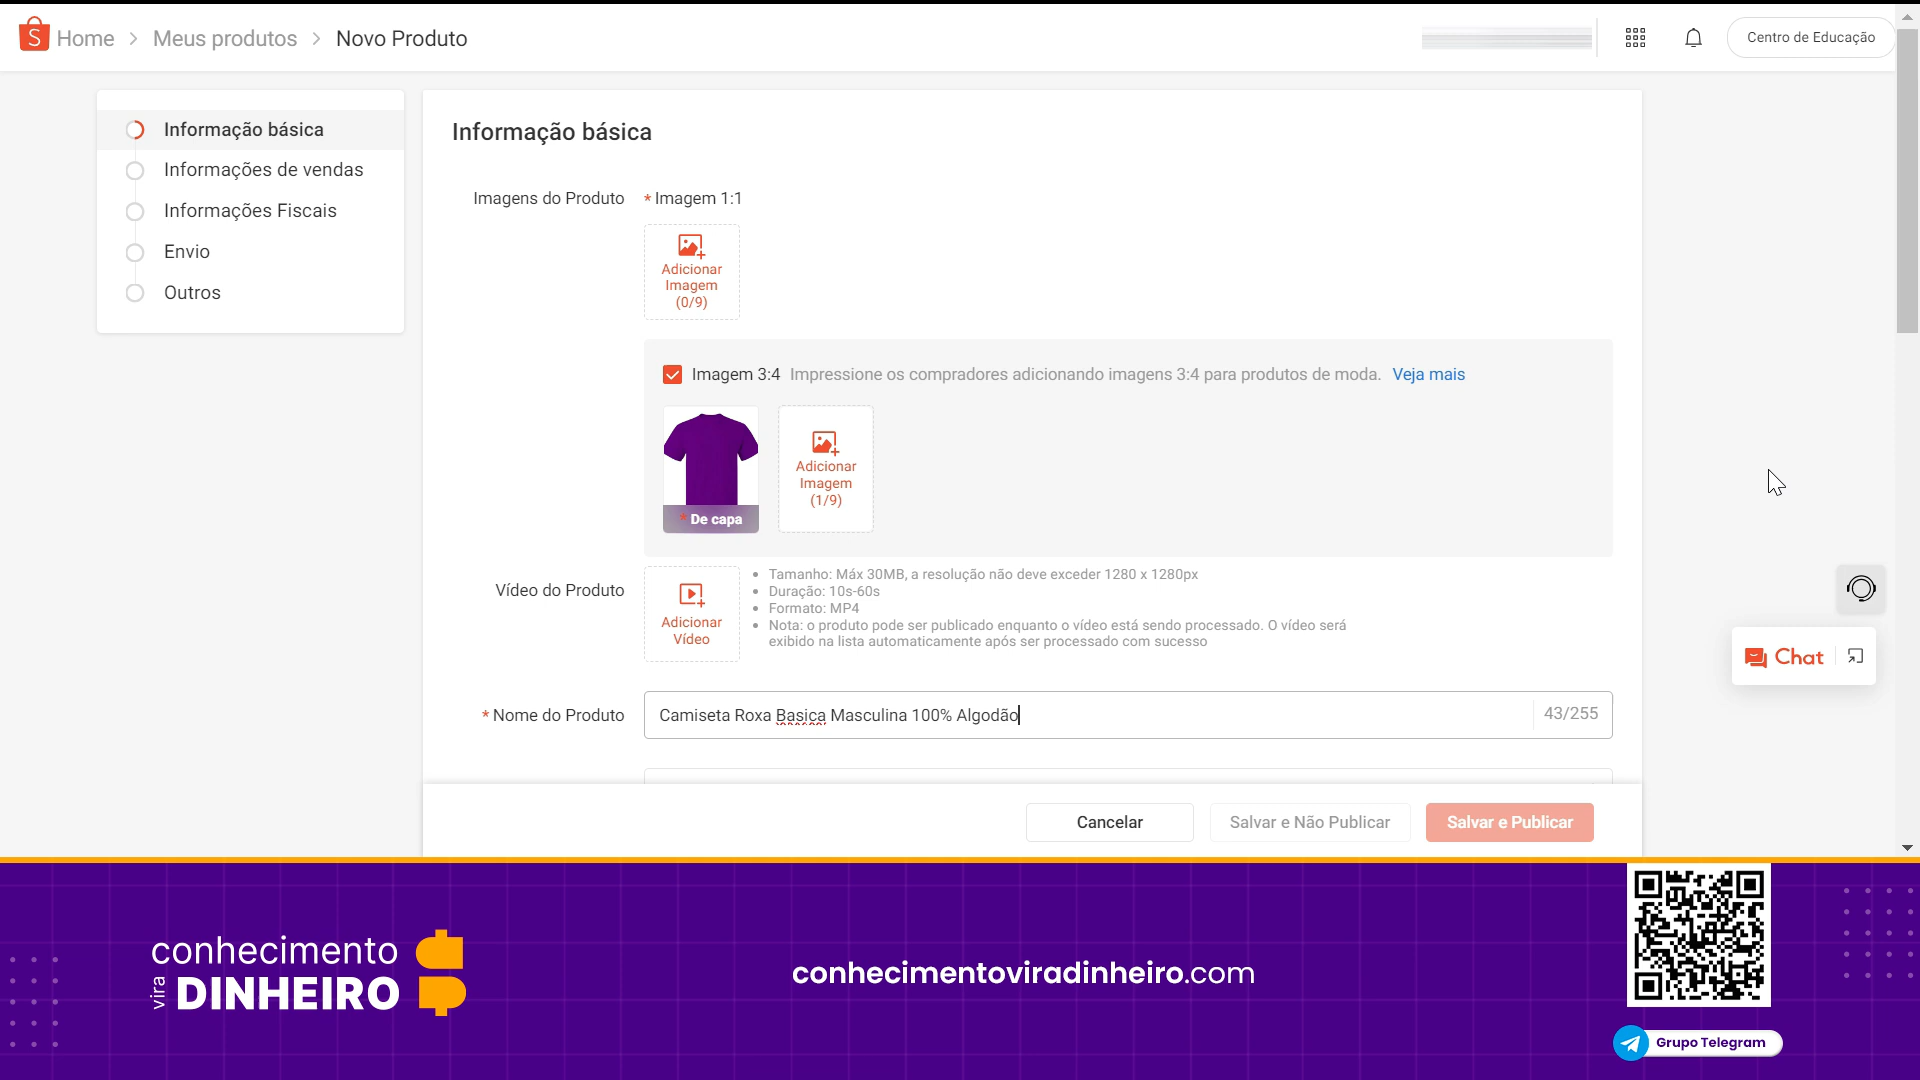 S Home > Meus produtos > Novo Produto
Centro de Educação
Informação básica
Informações de vendas
Informações Fiscais
Envio
Outros
Informação básica
Imagens do Produto * Imagem 1:1
Adicionar
Imagem
(0/9)
Imagem 3:4 Impressione os compradores adicionando imagens 3:4 para produtos de moda. Veja mais
* De capa
Adicionar
Imagem
(1/9)
Vídeo do Produto
Adicionar
Vídeo
• Tamanho: Máx 30MB, a resolução não deve exceder 1280 x 1280px
• Duração: 10s-60s
• Formato: MP4
• Nota: o produto pode ser publicado enquanto o vídeo está sendo processado. O vídeo será
exibido na lista automaticamente após ser processado com sucesso
Chat
* Nome do Produto Camiseta Roxa Basica Masculina 100% Algodão 43/255
Cancelar Salvar e Não Publicar Salvar e Publicar
conhecimento
vira DINHEIRO
conhecimentoviradinheiro.com
Grupo Telegram